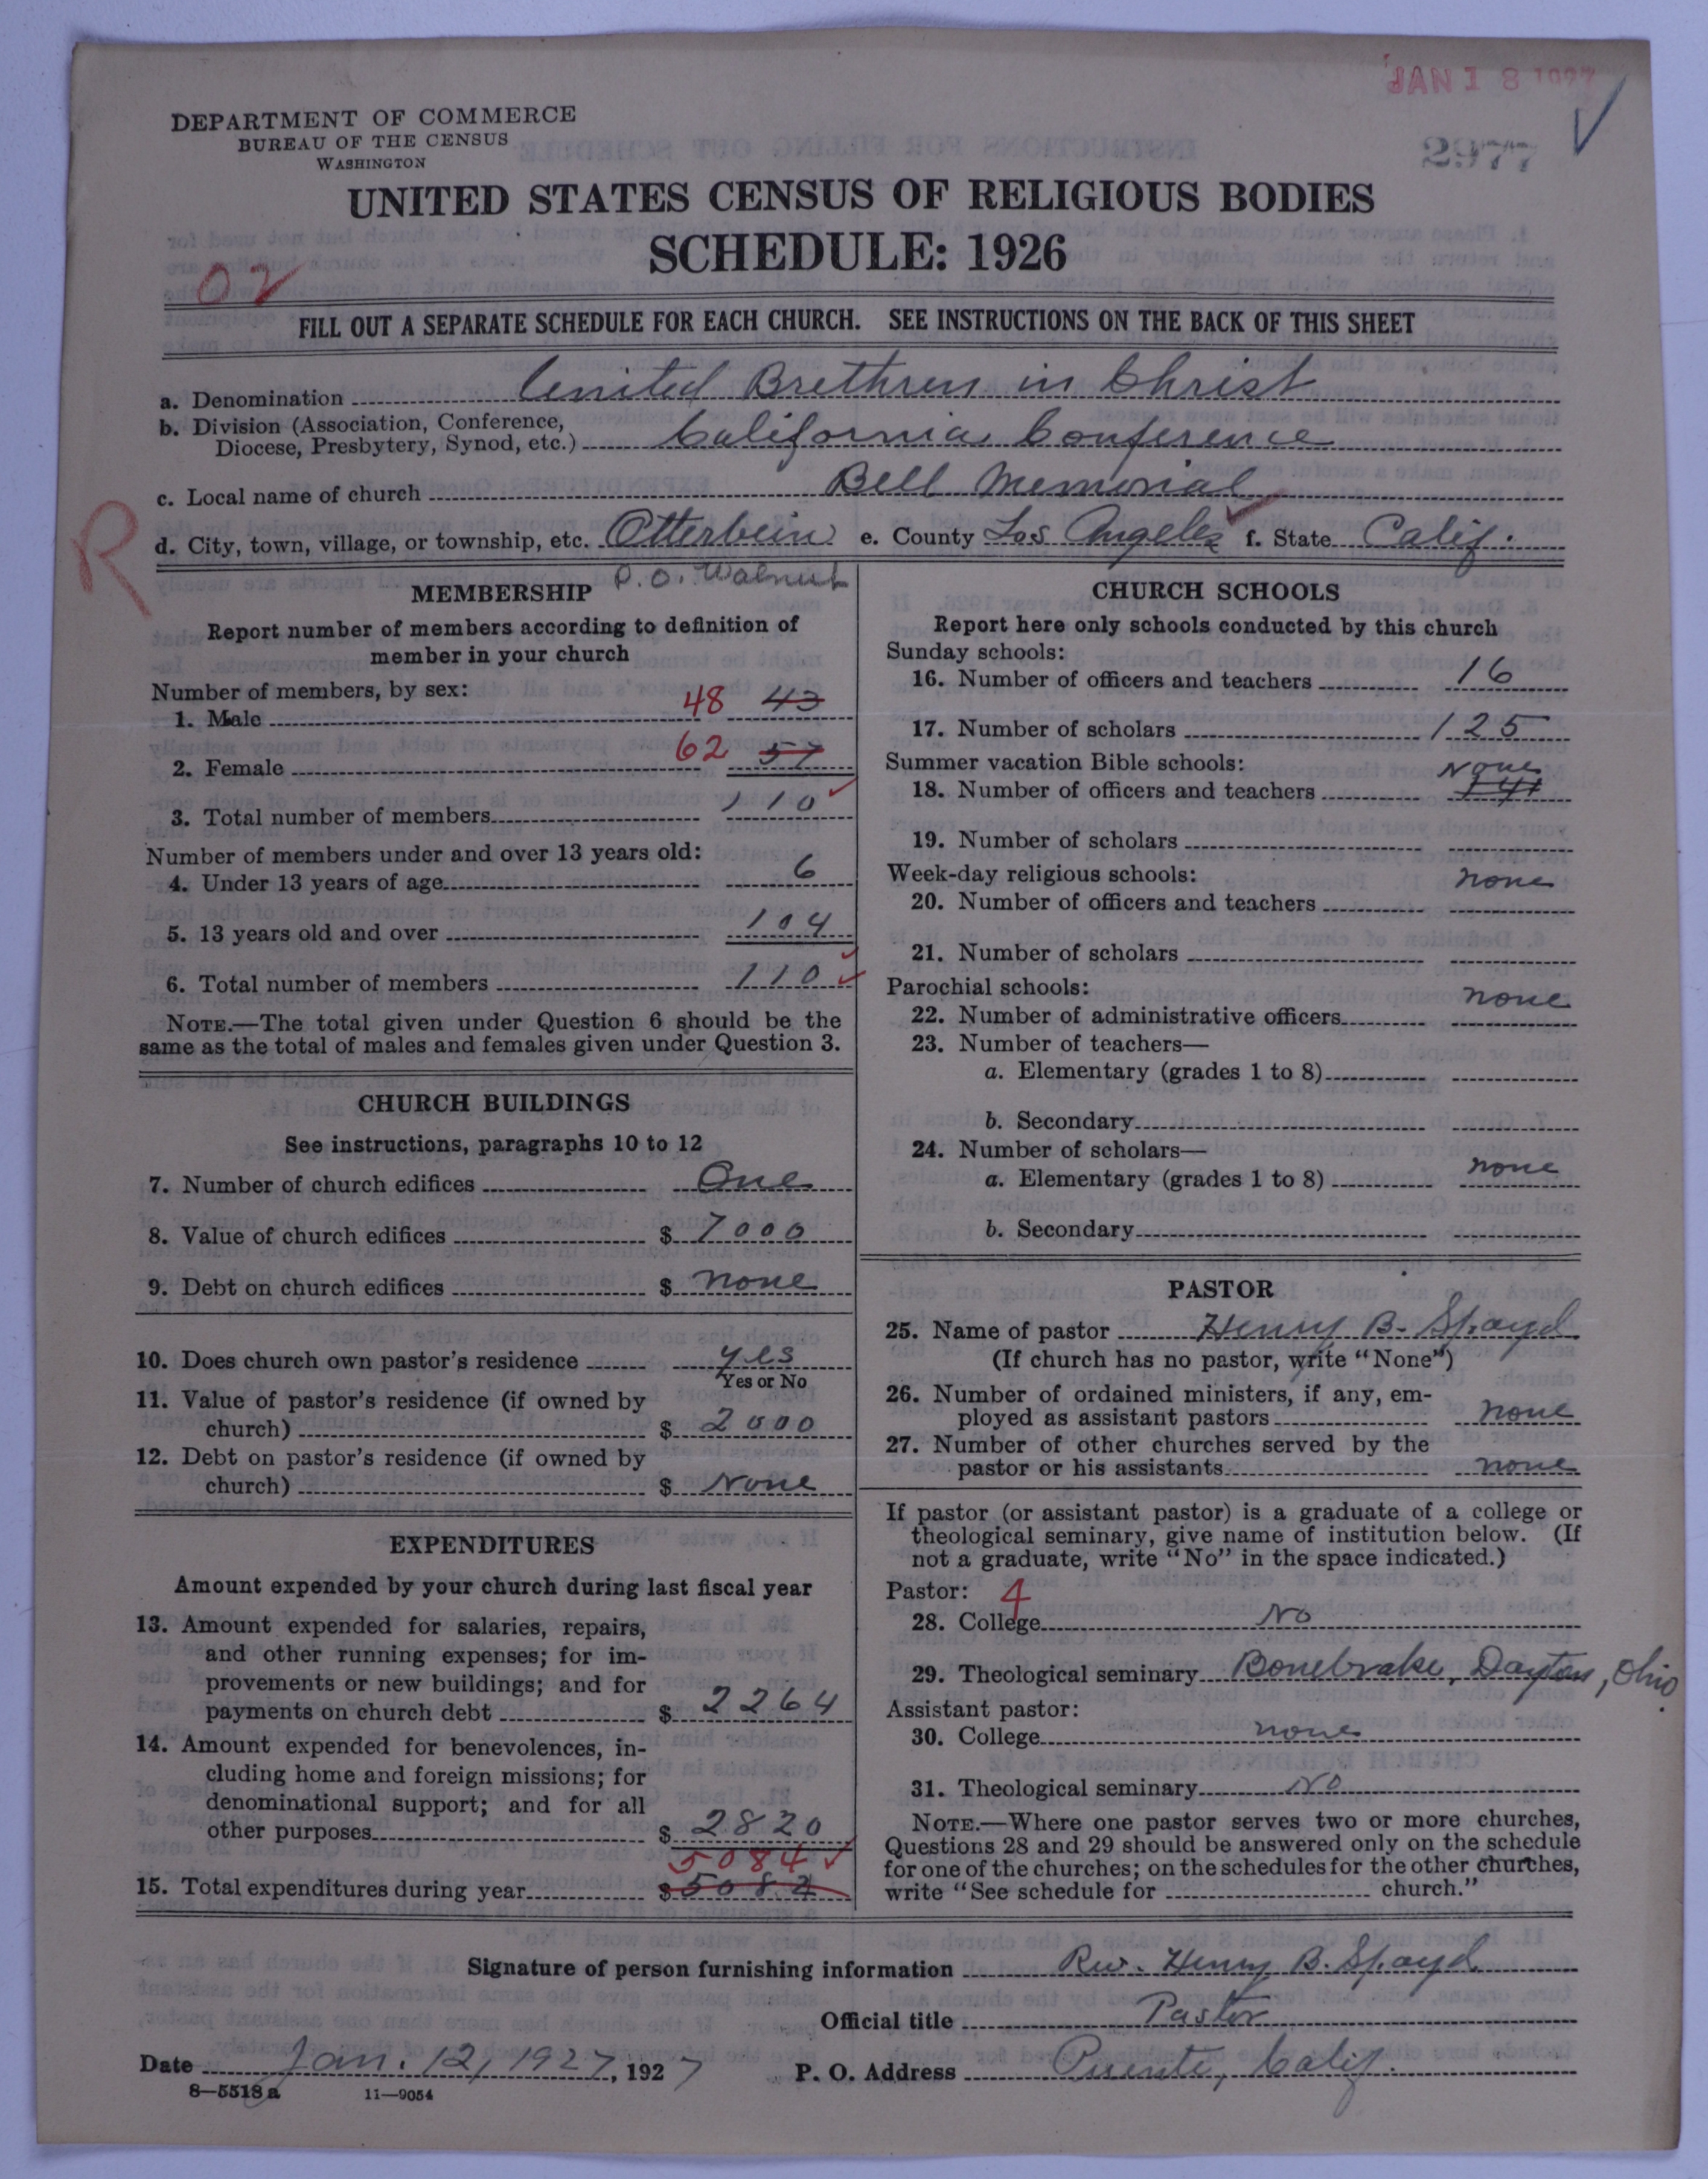 JAN 18 1927
DEPARTMENT OF COMMERCE
BUREAU OF THE CENSUS
WASHINGTON
2977
UNITED STATES CENSUS OF RELIGIOUS BODIES
SCHEDULE: 1926
02
FILL OUT A SEPARATE SCHEDULE FOR EACH CHURCH. SEE INSTRUCTIONS ON THE BACK OF THIS SHEET
a. Denomination United Brethren in Christ
b. Division (Association, Conference,
Diocese, Presbytery, Synod, etc.) California Conference
c. Local name of church Bell Memorial
R
d. City, town, village, or township, etc. Otterbein e. County Los Angeles f. State Calif.
P.O. Walnut
MEMBERSHIP
Report number of members according to definition of
member in your church
Number of members, by sex:
1. Male 48 43
2. Female 62 57
3. Total number of members 110
Number of members under and over 13 years old:
4. Under 13 years of age 6
5. 13 years old and over 104
6. Total number of members 110
NOTE.—The total given under Question 6 should be the
same as the total of males and females given under Question 3.
CHURCH BUILDINGS
See instructions, paragraphs 10 to 12
7. Number of church edifices One
8. Value of church edifices $ 7000
9. Debt on church edifices $ none
10. Does church own pastor's residence yes
Yes or No
11. Value of pastor's residence (if owned by
church) $ 2000
12. Debt on pastor's residence (if owned by
church) $ None
EXPENDITURES
Amount expended by your church during last fiscal year
13. Amount expended for salaries, repairs,
and other running expenses; for im-
provements or new buildings; and for
payments on church debt $ 2264
14. Amount expended for benevolences, in-
cluding home and foreign missions; for
denominational support; and for all
other purposes $ 2820
5084
15. Total expenditures during year $ 5082
CHURCH SCHOOLS
Report here only schools conducted by this church
Sunday schools:
16. Number of officers and teachers 16
17. Number of scholars 125
Summer vacation Bible schools:
None
18. Number of officers and teachers 141
19. Number of scholars
Week-day religious schools:
20. Number of officers and teachers none
21. Number of scholars
Parochial schools:
22. Number of administrative officers none
23. Number of teachers—
a. Elementary (grades 1 to 8)
b. Secondary
24. Number of scholars—
a. Elementary (grades 1 to 8) none
b. Secondary
PASTOR
25. Name of pastor Henry B. Spayd
(If church has no pastor, write "None")
26. Number of ordained ministers, if any, em-
ployed as assistant pastors none
27. Number of other churches served by the
pastor or his assistants none
If pastor (or assistant pastor) is a graduate of a college or
theological seminary, give name of institution below. (If
not a graduate, write "No" in the space indicated.)
Pastor: 4
28. College No
29. Theological seminary Bonebrake, Dayton, Ohio.
Assistant pastor:
30. College none
31. Theological seminary No
NOTE.—Where one pastor serves two or more churches,
Questions 28 and 29 should be answered only on the schedule
for one of the churches; on the schedules for the other churches,
write "See schedule for church."
Signature of person furnishing information Rev. Henry B. Spayd
Official title Pastor
Date Jan. 12, 1927, 1927 P. O. Address Puente, Calif.
8—5518 a 11—9054